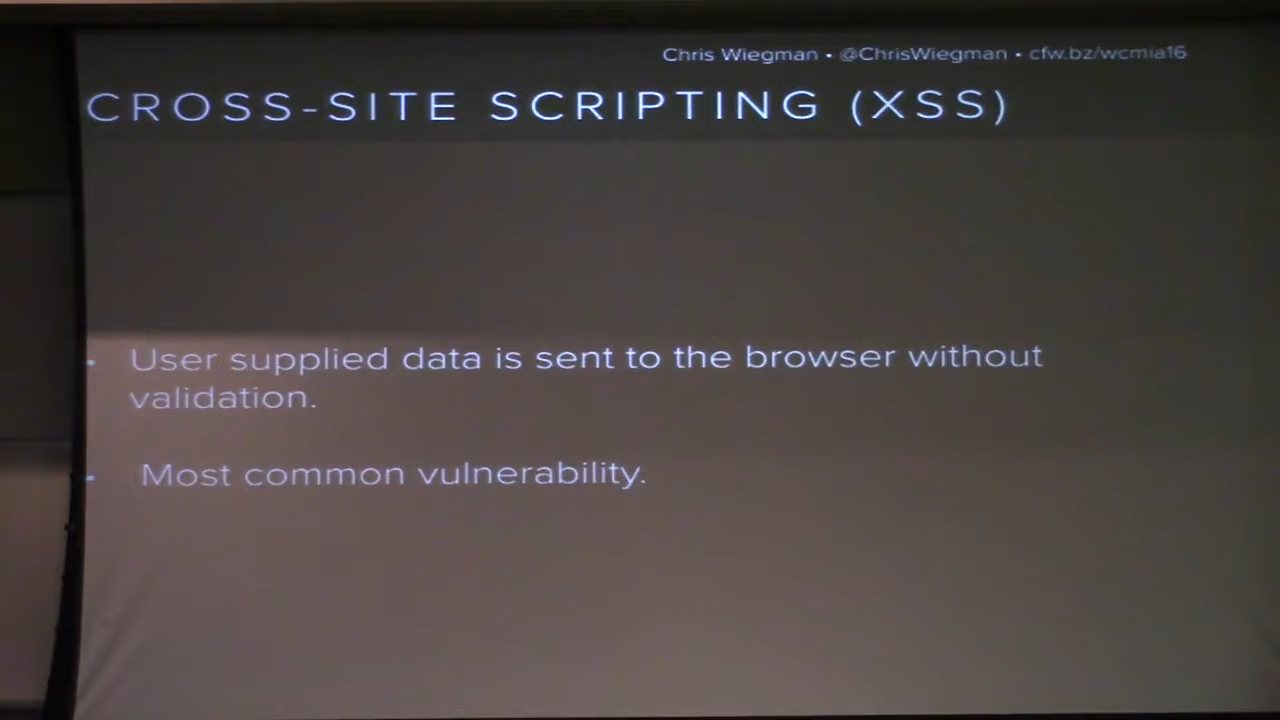 Chris Wiegman • @ChrisWiegman • cfw.bz/wcmia16
CROSS-SITE SCRIPTING (XSS)
• User supplied data is sent to the browser without
validation.
• Most common vulnerability.